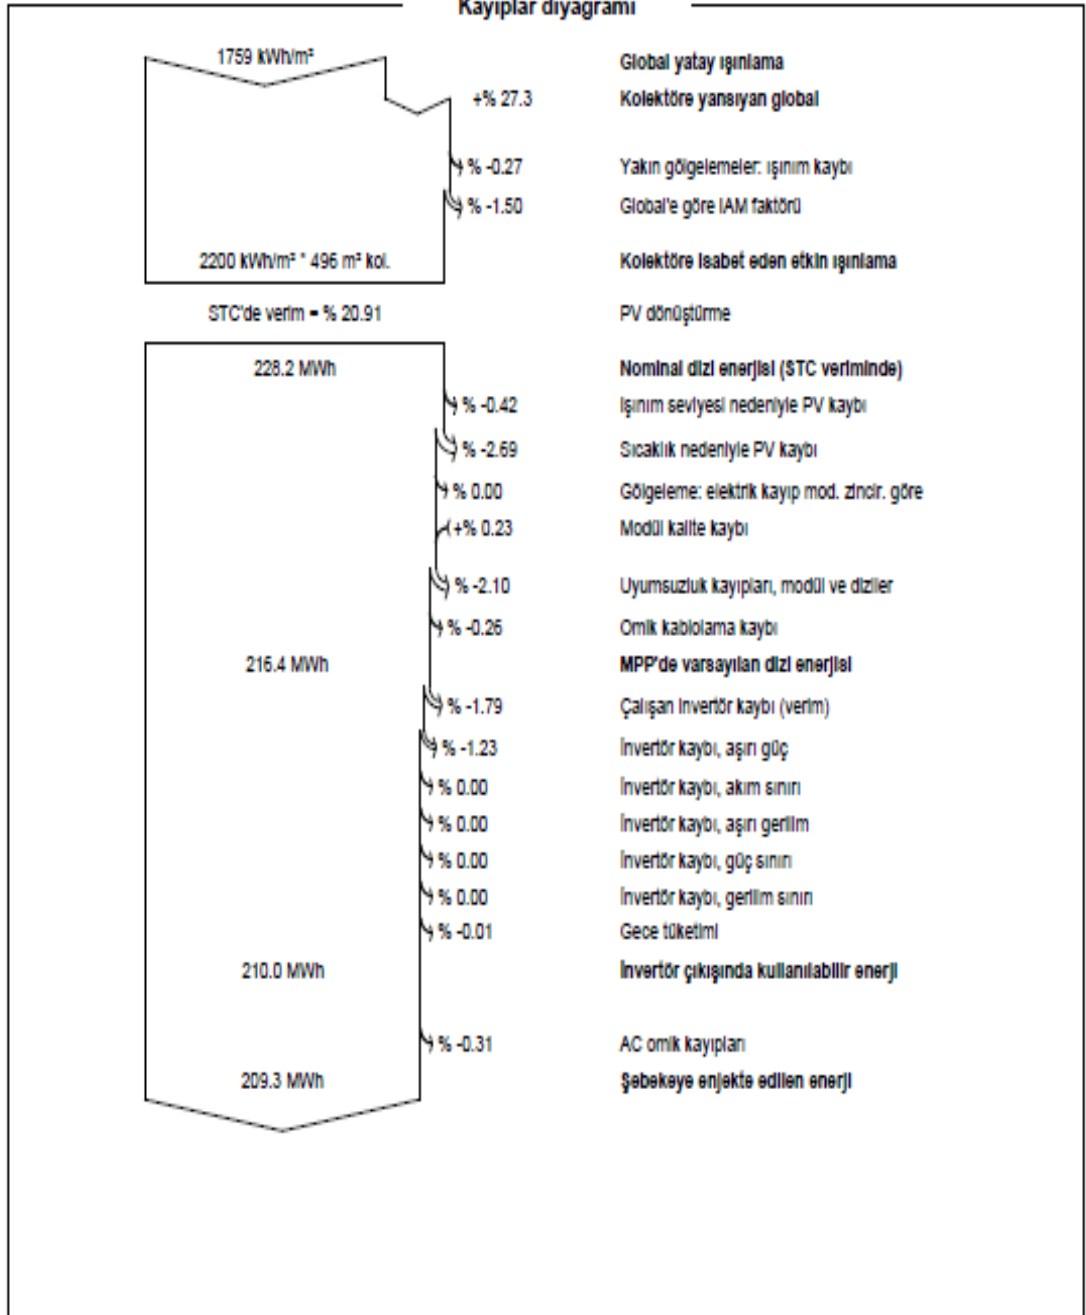 Kayıplar diyagramı
1759 kWh/m² Global yatay ışınlama
+% 27.3 Kolektöre yansıyan global
% -0.27 Yakın gölgelemeler: ışınım kaybı
% -1.50 Global'e göre IAM faktörü
2200 kWh/m² * 496 m² kol. Kolektöre isabet eden etkin ışınlama
STC'de verim = % 20.91 PV dönüştürme
228.2 MWh Nominal dizi enerjisi (STC veriminde)
% -0.42 Işınım seviyesi nedeniyle PV kaybı
% -2.69 Sıcaklık nedeniyle PV kaybı
% 0.00 Gölgeleme: elektrik kayıp mod. zincir. göre
+% 0.23 Modül kalite kaybı
% -2.10 Uyumsuzluk kayıpları, modül ve diziler
% -0.26 Omik kablolama kaybı
216.4 MWh MPP'de varsayılan dizi enerjisi
% -1.79 Çalışan invertör kaybı (verim)
% -1.23 İnvertör kaybı, aşırı güç
% 0.00 İnvertör kaybı, akım sınırı
% 0.00 İnvertör kaybı, aşırı gerilim
% 0.00 İnvertör kaybı, güç sınırı
% 0.00 İnvertör kaybı, gerilim sınırı
% -0.01 Gece tüketimi
210.0 MWh İnvertör çıkışında kullanılabilir enerji
% -0.31 AC omik kayıpları
209.3 MWh Şebekeye enjekte edilen enerji